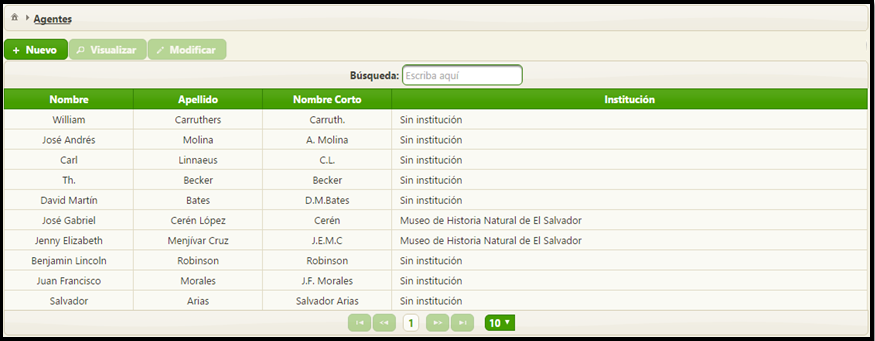 Agentes
+ Nuevo Visualizar Modificar
Búsqueda: Escriba aquí
Nombre Apellido Nombre Corto Institución
William Carruthers Carruth. Sin institución
José Andrés Molina A. Molina Sin institución
Carl Linnaeus C.L. Sin institución
Th. Becker Becker Sin institución
David Martín Bates D.M.Bates Sin institución
José Gabriel Cerén López Cerén Museo de Historia Natural de El Salvador
Jenny Elizabeth Menjívar Cruz J.E.M.C Museo de Historia Natural de El Salvador
Benjamin Lincoln Robinson Robinson Sin institución
Juan Francisco Morales J.F. Morales Sin institución
Salvador Arias Salvador Arias Sin institución
1 10